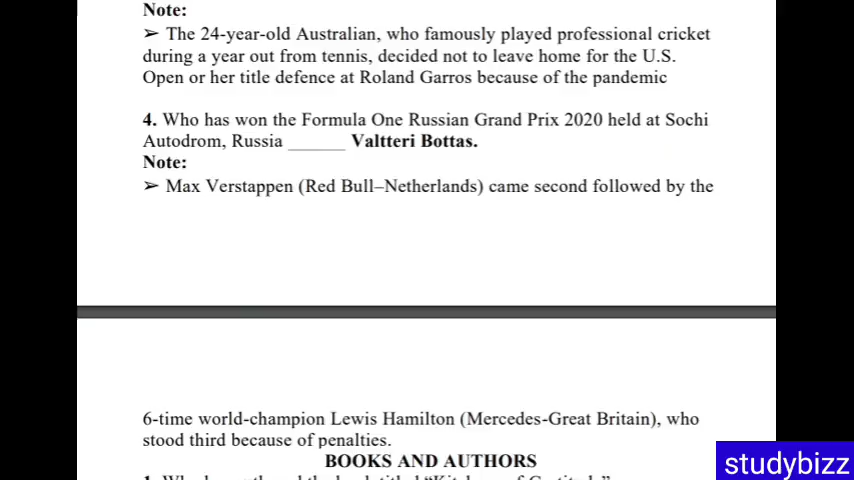 Note:
➢ The 24-year-old Australian, who famously played professional cricket
during a year out from tennis, decided not to leave home for the U.S.
Open or her title defence at Roland Garros because of the pandemic
4. Who has won the Formula One Russian Grand Prix 2020 held at Sochi
Autodrom, Russia ______ Valtteri Bottas.
Note:
➢ Max Verstappen (Red Bull–Netherlands) came second followed by the
6-time world-champion Lewis Hamilton (Mercedes-Great Britain), who
stood third because of penalties.
BOOKS AND AUTHORS
studybizz